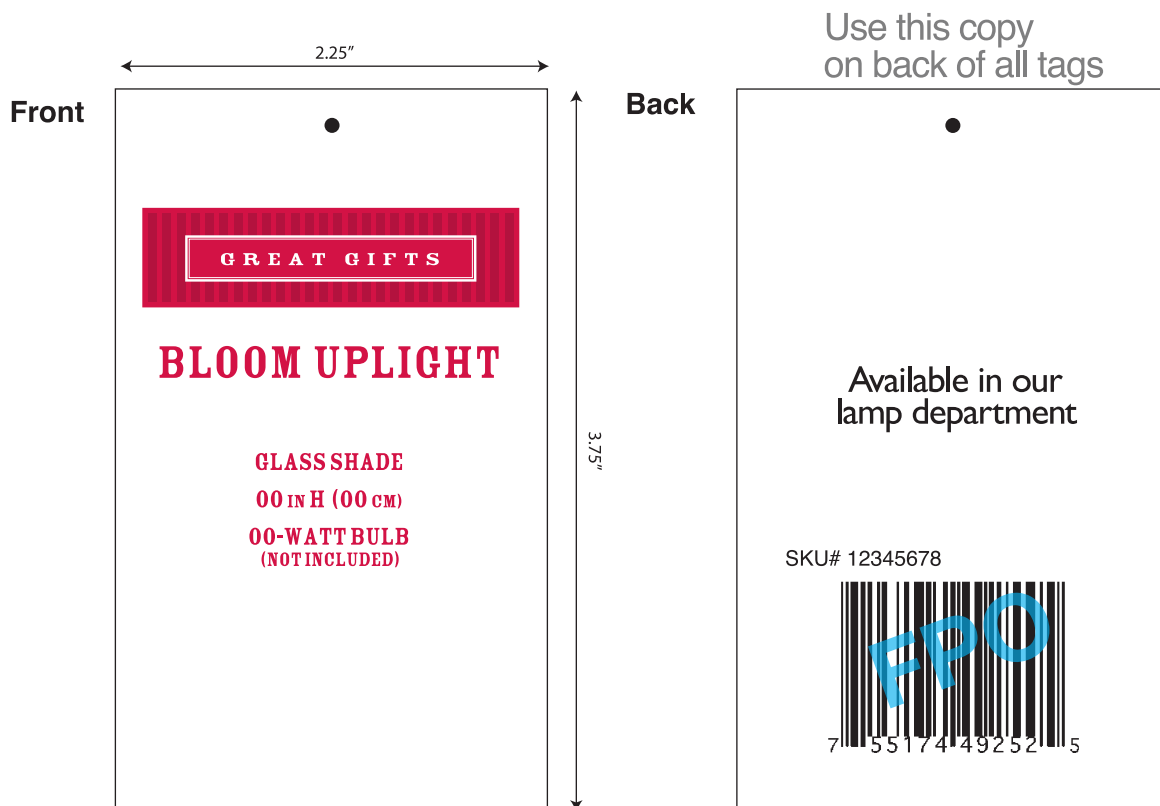 Use this copy
on back of all tags
2.25"
Front
GREAT GIFTS
BLOOM UPLIGHT
GLASS SHADE
00 IN H (00 CM)
00-WATT BULB
(NOT INCLUDED)
3.75"
Back
Available in our
lamp department
SKU# 12345678
FPO
7 55174 49252 5